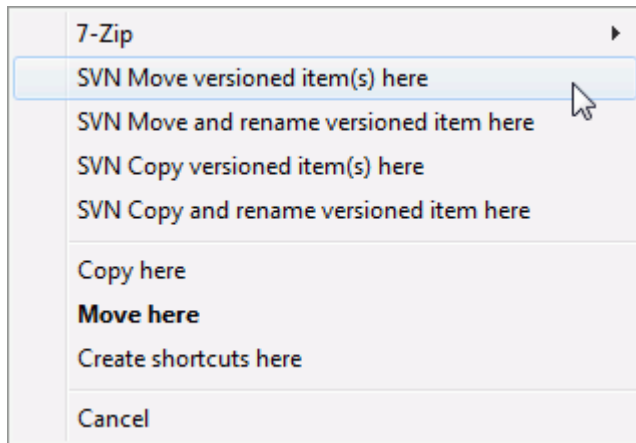 7-Zip
SVN Move versioned item(s) here
SVN Move and rename versioned item here
SVN Copy versioned item(s) here
SVN Copy and rename versioned item here
Copy here
Move here
Create shortcuts here
Cancel